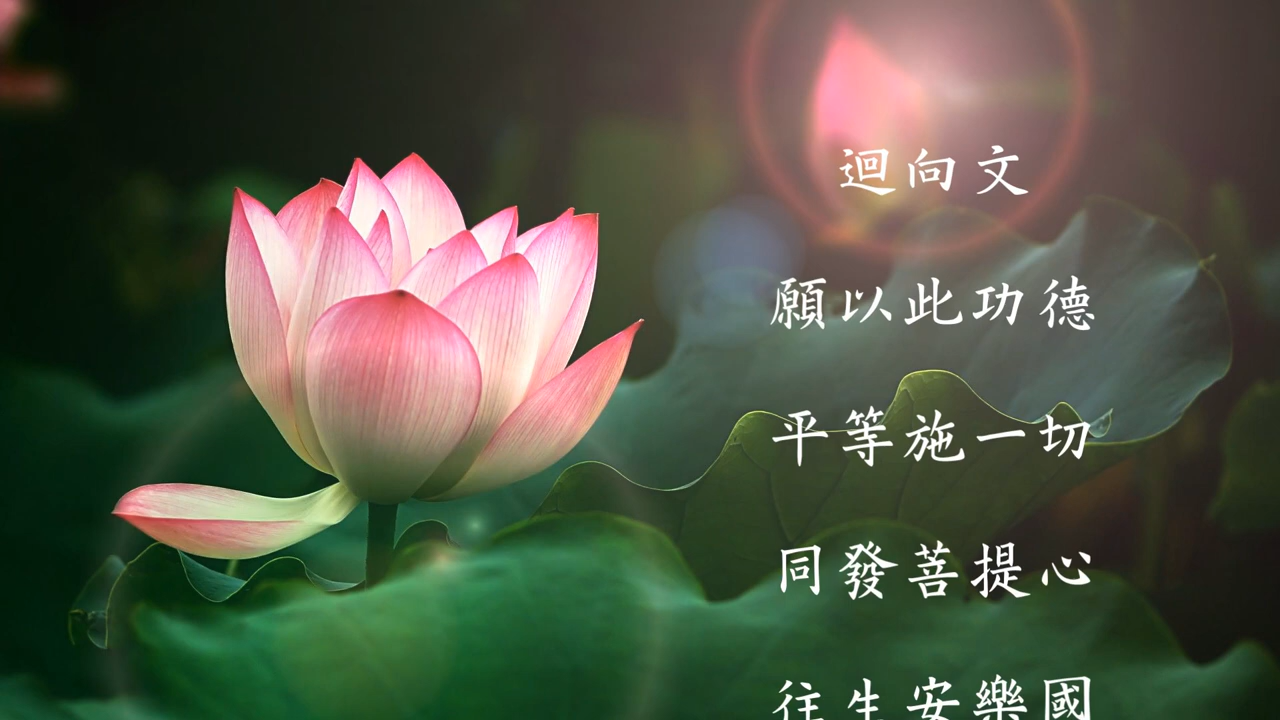 迴向文
願以此功德
平等施一切
同發菩提心
往生安樂國